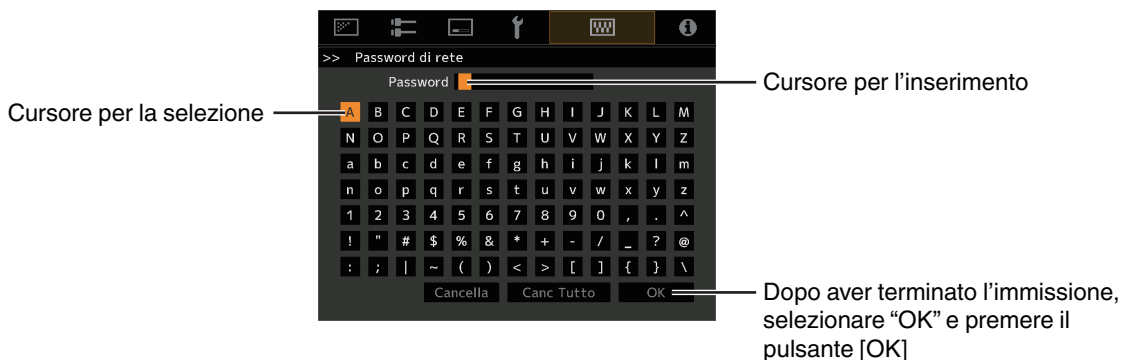 >> Password di rete
Password
Cursore per l’inserimento
Cursore per la selezione
A B C D E F G H I J K L M
N O P Q R S T U V W X Y Z
a b c d e f g h i j k l m
n o p q r s t u v w x y z
1 2 3 4 5 6 7 8 9 0 , . ^
! " # $ % & * + - / _ ? @
: ; | ~ ( ) < > [ ] { } \
Cancella Canc Tutto OK
Dopo aver terminato l’immissione,
selezionare “OK” e premere il
pulsante [OK]